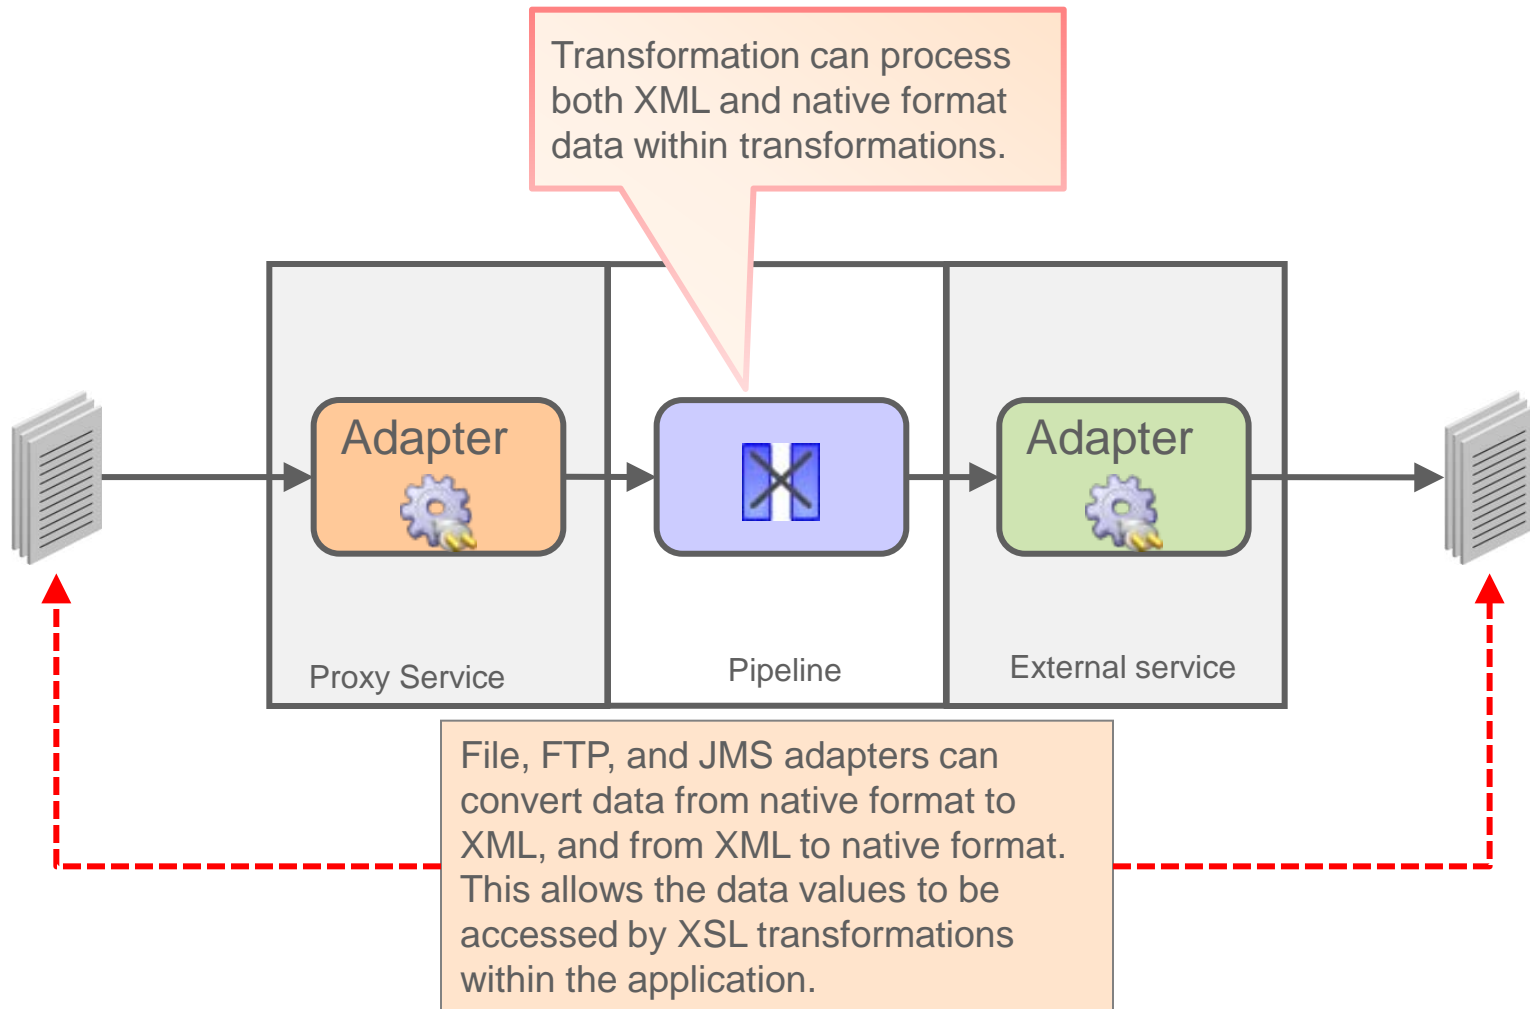 Transformation can process
both XML and native format
data within transformations.
Adapter
Adapter
Proxy Service
Pipeline
External service
File, FTP, and JMS adapters can
convert data from native format to
XML, and from XML to native format.
This allows the data values to be
accessed by XSL transformations
within the application.